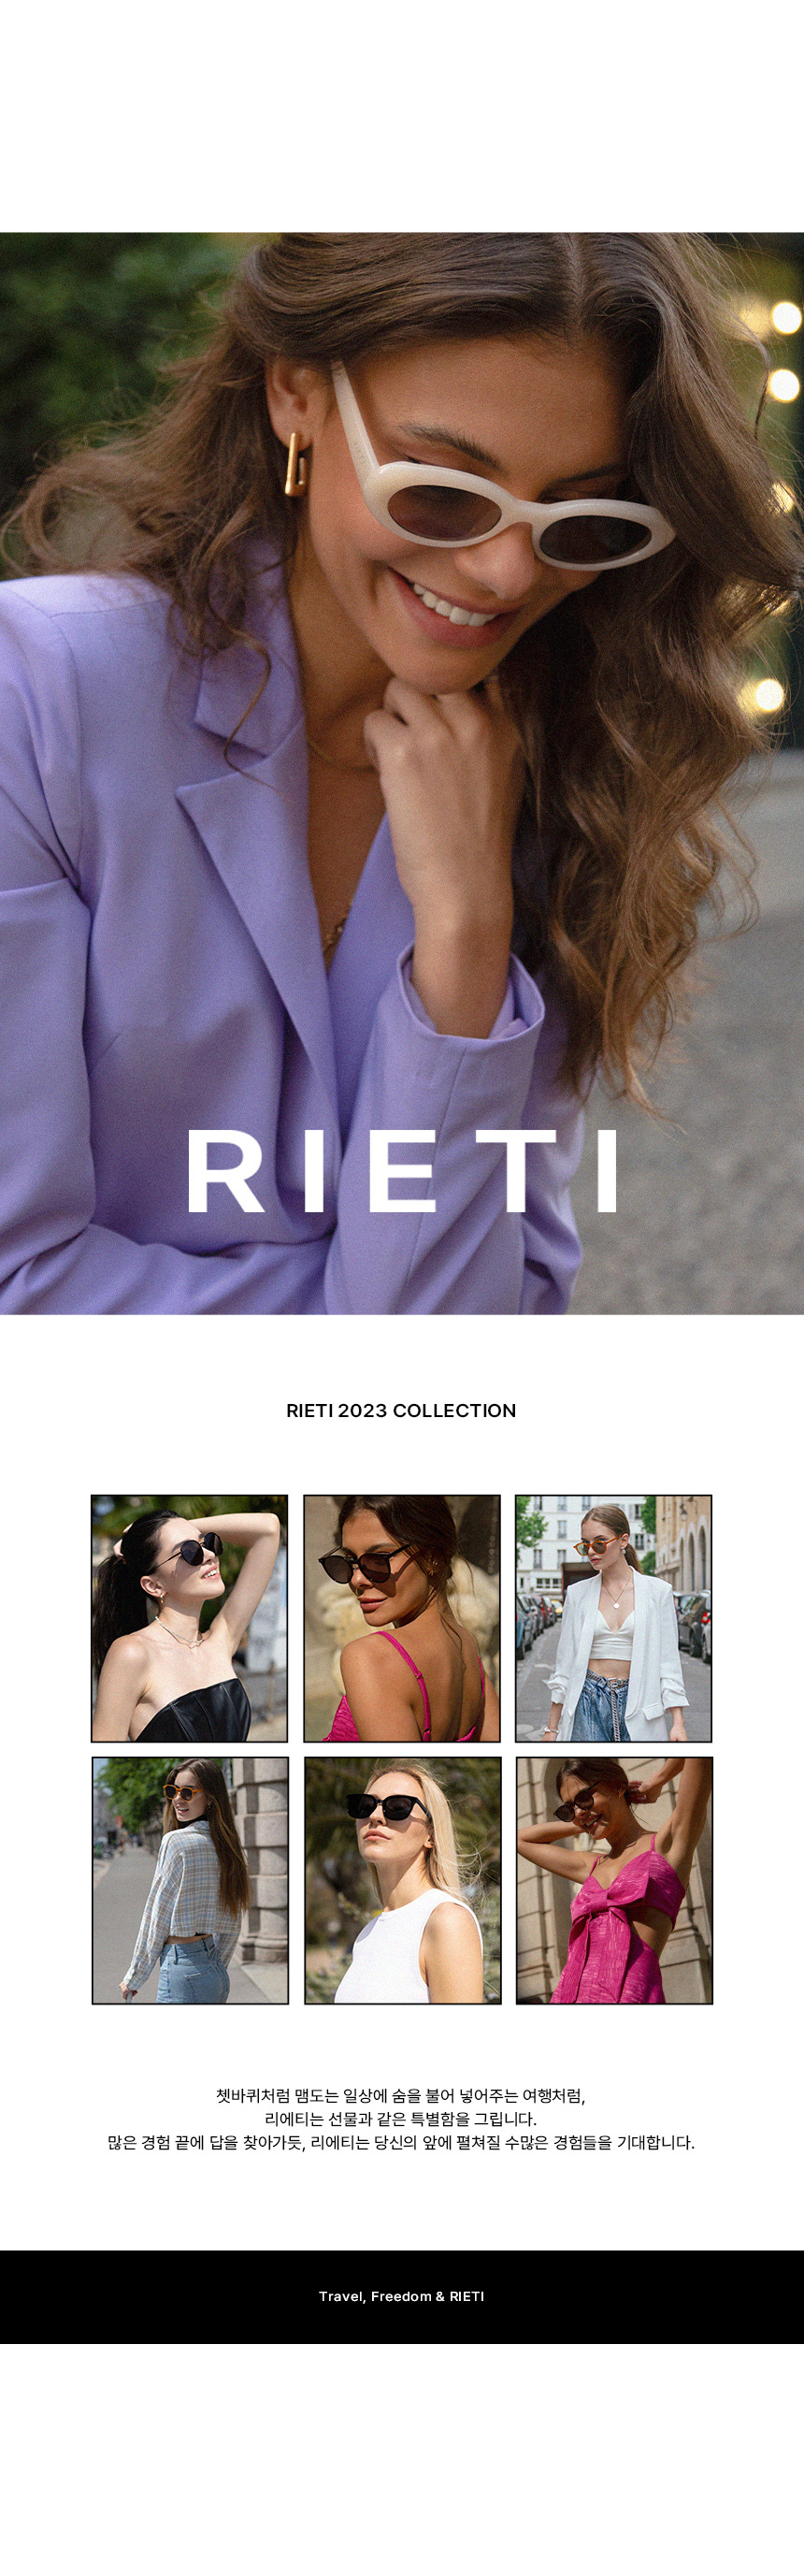 RIETI
RIETI 2023 COLLECTION
쳇바퀴처럼 맴도는 일상에 숨을 불어 넣어주는 여행처럼,
리에티는 선물과 같은 특별함을 그립니다.
많은 경험 끝에 답을 찾아가듯, 리에티는 당신의 앞에 펼쳐질 수많은 경험들을 기대합니다.
Travel, Freedom & RIETI